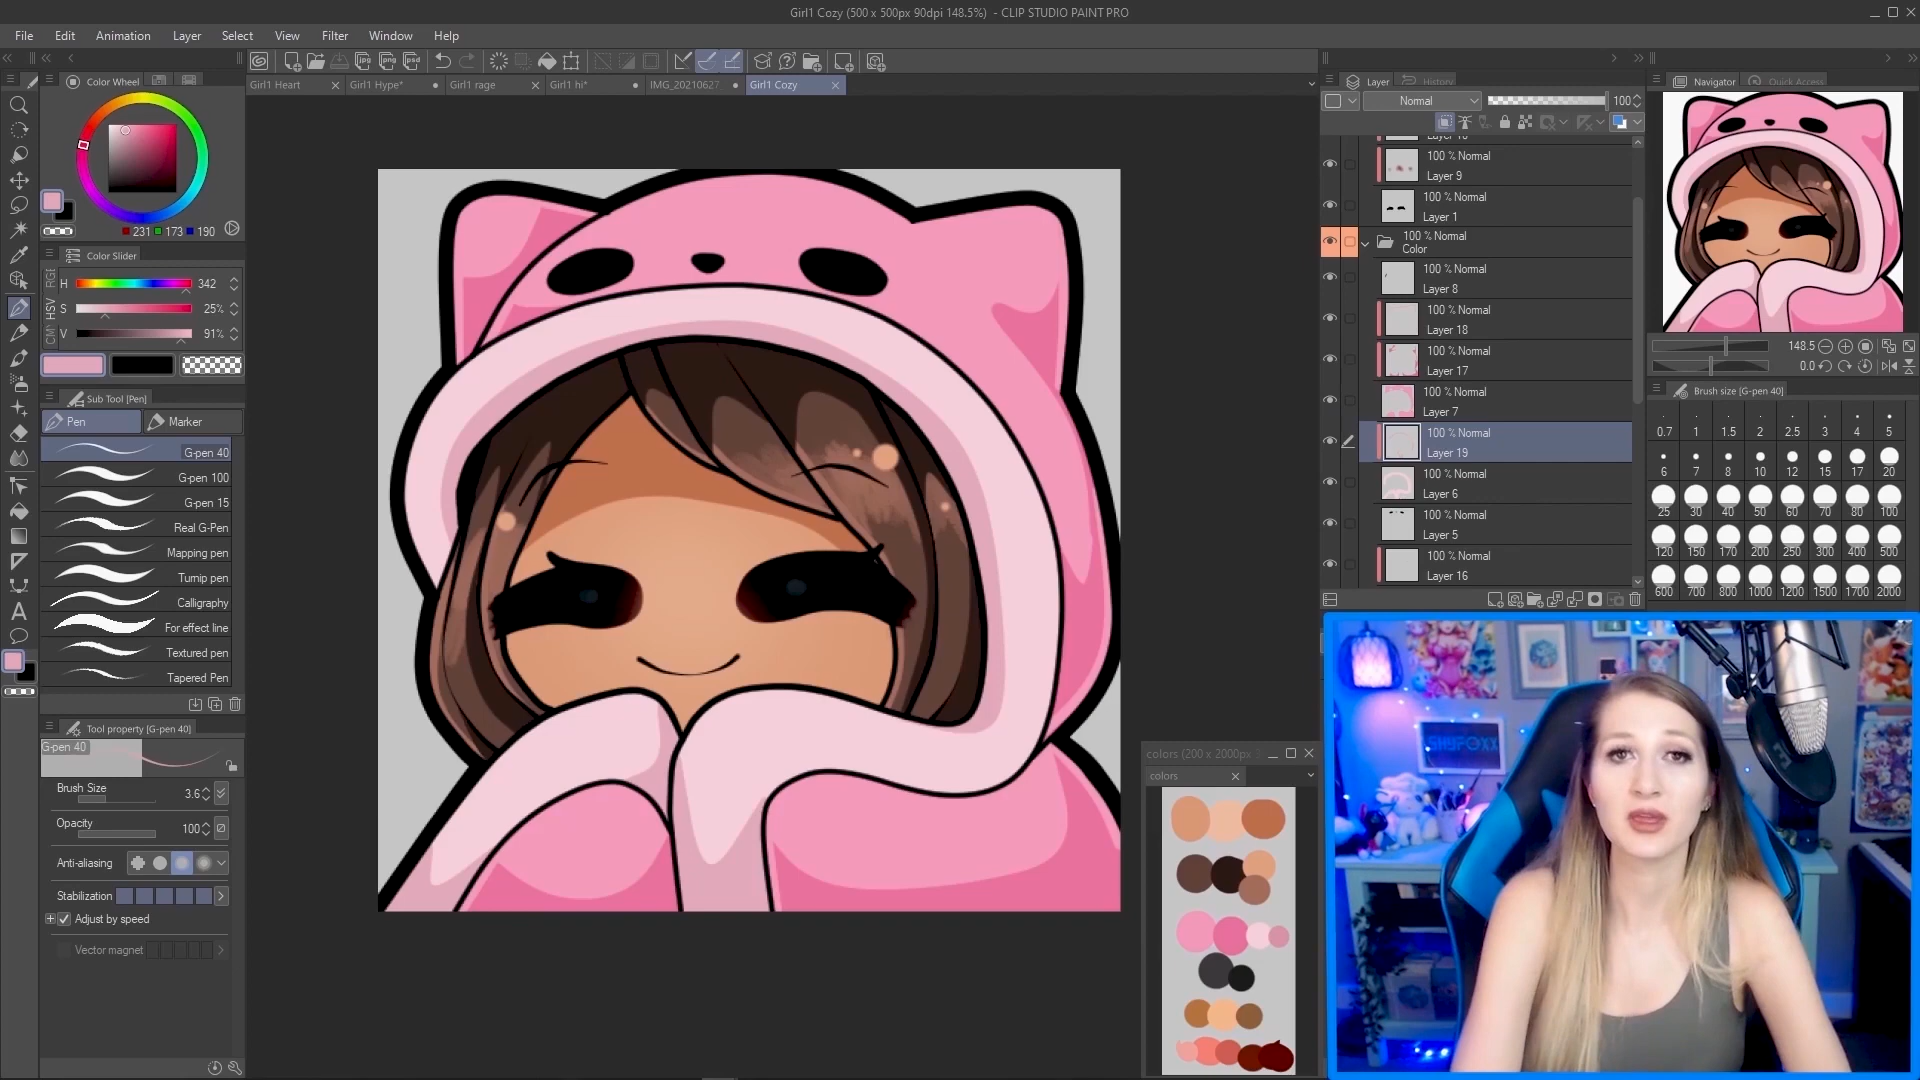 Girl1 Cozy (500 x 500px 90dpi 148.5%) - CLIP STUDIO PAINT PRO
File Edit Animation Layer Select View Filter Window Help
Girl1 Heart Girl1 Hype* Girl1 rage Girl1 hi* IMG_20210627 Girl1 Cozy
Color Wheel
231 173 190
Color Slider
RGB
HSV
H 342
S 25%
V 91%
Sub Tool [Pen]
Pen Marker
G-pen 40
G-pen 100
G-pen 15
Real G-Pen
Mapping pen
Turnip pen
Calligraphy
For effect line
Textured pen
Tapered Pen
Tool property [G-pen 40]
G-pen 40
Brush Size 3.6
Opacity 100
Anti-aliasing
Stabilization
Adjust by speed
Vector magnet
colors (200 x 2000px
colors
Layer History
Normal 100
100 % Normal
Layer 9
100 % Normal
Layer 1
100 % Normal
Color
100 % Normal
Layer 8
100 % Normal
Layer 18
100 % Normal
Layer 17
100 % Normal
Layer 7
100 % Normal
Layer 19
100 % Normal
Layer 6
100 % Normal
Layer 5
100 % Normal
Layer 16
Navigator Quick Access
148.5
0.0
Brush size [G-pen 40]
0.7 1 1.5 2 2.5 3 4 5
6 7 8 10 12 15 17 20
25 30 40 50 60 70 80 100
120 150 170 200 250 300 400 500
600 700 800 1000 1200 1500 1700 2000
SHYFOXX